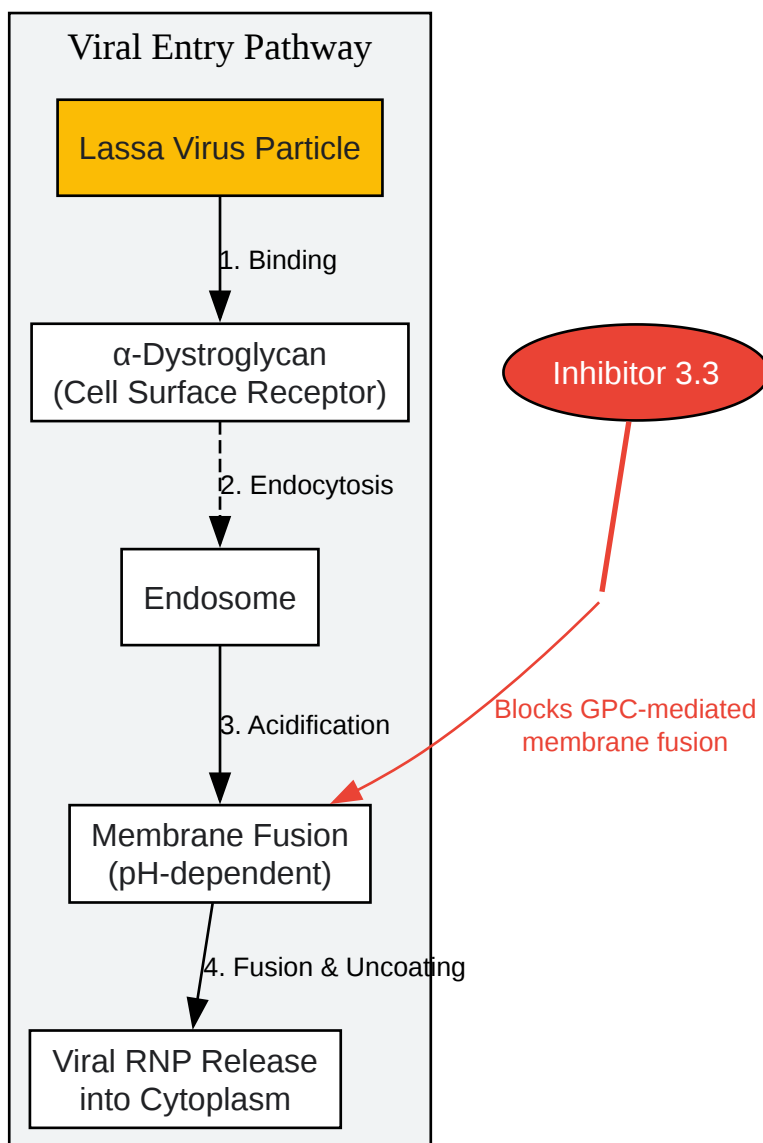 Viral Entry Pathway
Lassa Virus Particle
1. Binding
α-Dystroglycan
(Cell Surface Receptor)
Inhibitor 3.3
2. Endocytosis
Endosome
3. Acidification
Blocks GPC-mediated
membrane fusion
Membrane Fusion
(pH-dependent)
4. Fusion & Uncoating
Viral RNP Release
into Cytoplasm